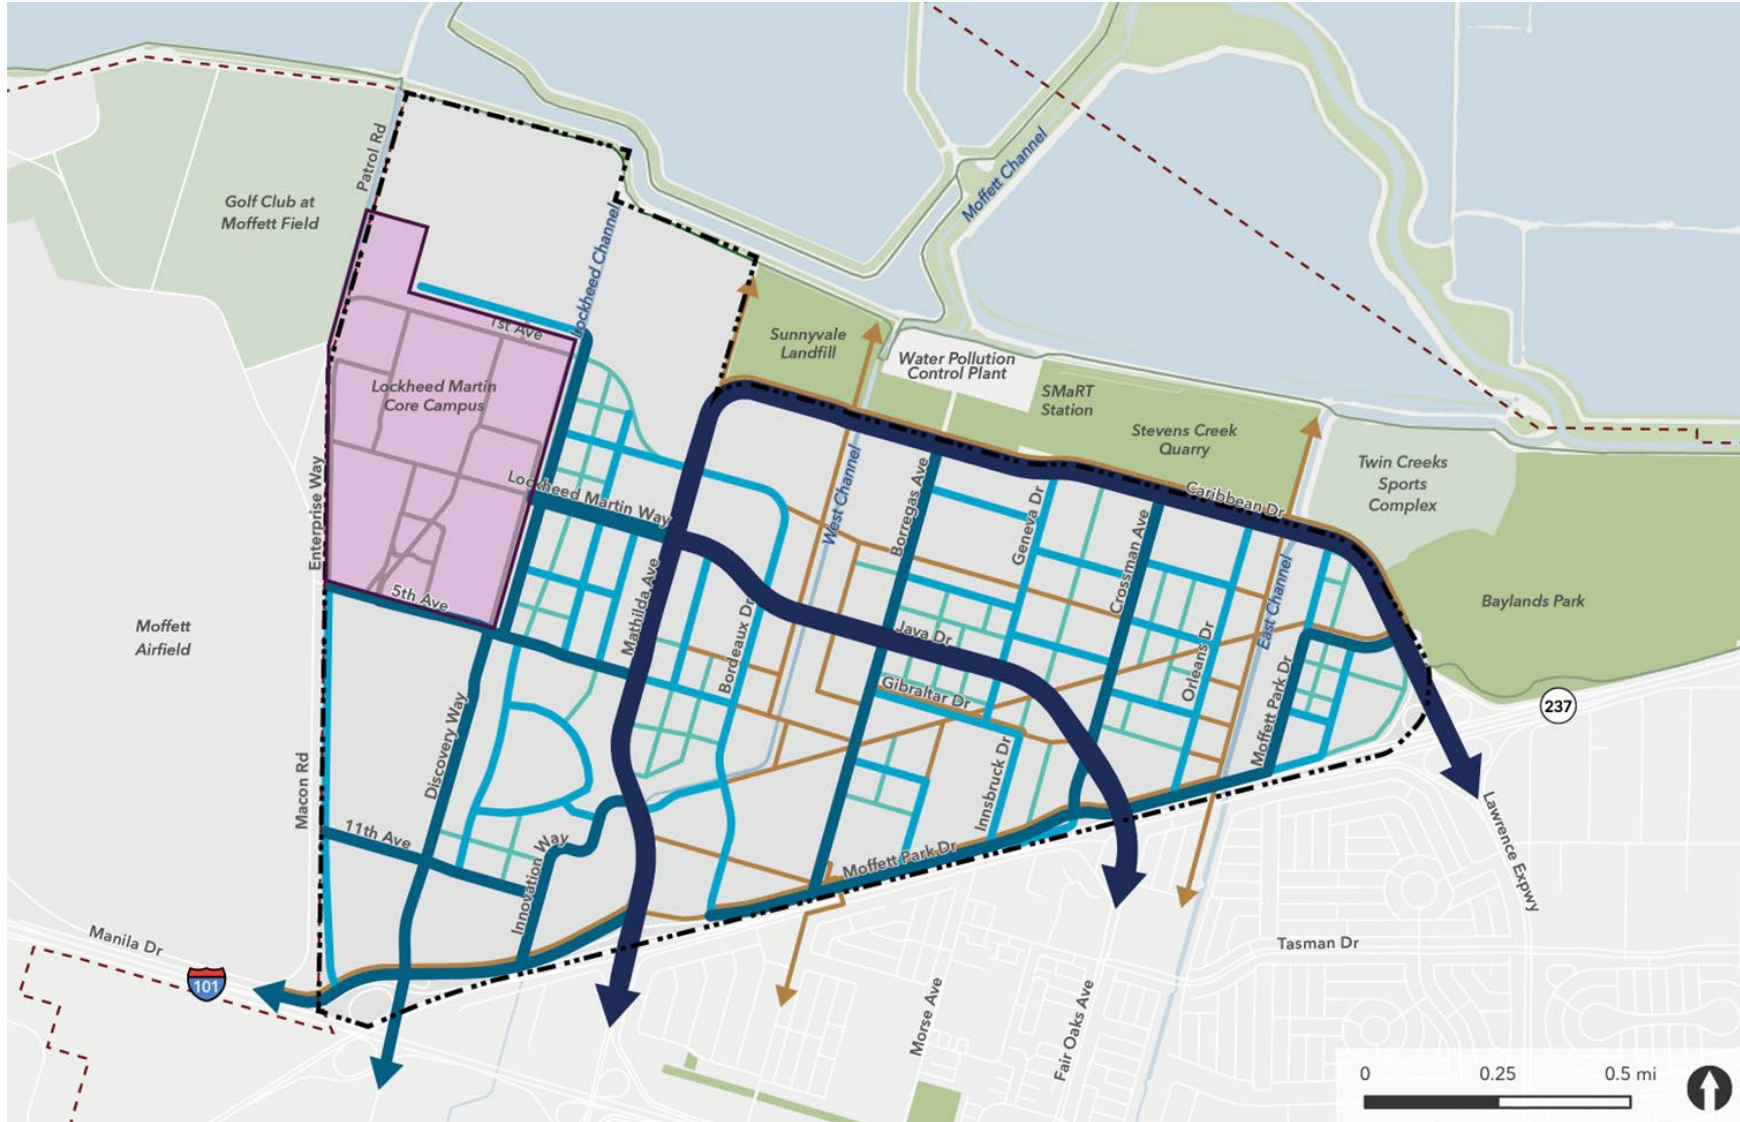 Patrol Rd
Golf Club at
Moffett Field
Lockheed Channel
Moffett Channel
1st Ave
Sunnyvale
Landfill
Water Pollution
Control Plant
SMaRT
Station
Stevens Creek
Quarry
Twin Creeks
Sports
Complex
Lockheed Martin
Core Campus
Enterprise Way
Lockheed Martin Way
West Channel
Borregas Ave
Geneva Dr
Crossman Ave
Caribbean Dr
East Channel
Baylands Park
Moffett
Airfield
5th Ave
Mathilda Ave
Bordeaux Dr
Java Dr
Gibraltar Dr
Orleans Dr
Moffett Park Dr
237
Discovery Way
Macon Rd
11th Ave
Innovation Way
Innsbruck Dr
Moffett Park Dr
Lawrence Expwy
Manila Dr
101
Tasman Dr
Morse Ave
Fair Oaks Ave
0 0.25 0.5 mi